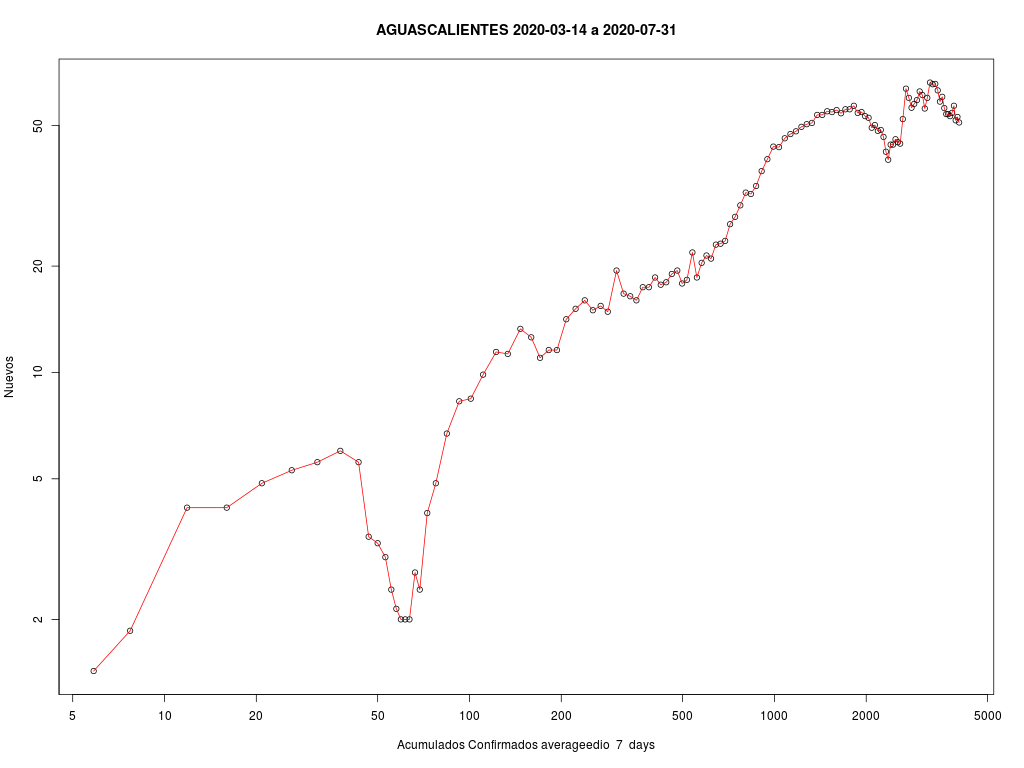 AGUASCALIENTES 2020-03-14 a 2020-07-31
50
20
10
5
2
Nuevos
5 10 20 50 100 200 500 1000 2000 5000
Acumulados Confirmados averageedio 7 days